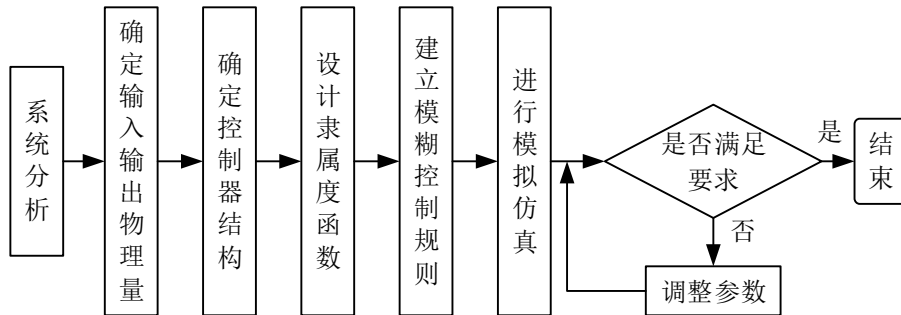 系统分析
确定输入输出物理量
确定控制器结构
设计隶属度函数
建立模糊控制规则
进行模拟仿真
是否满足
要求
是
结束
否
调整参数